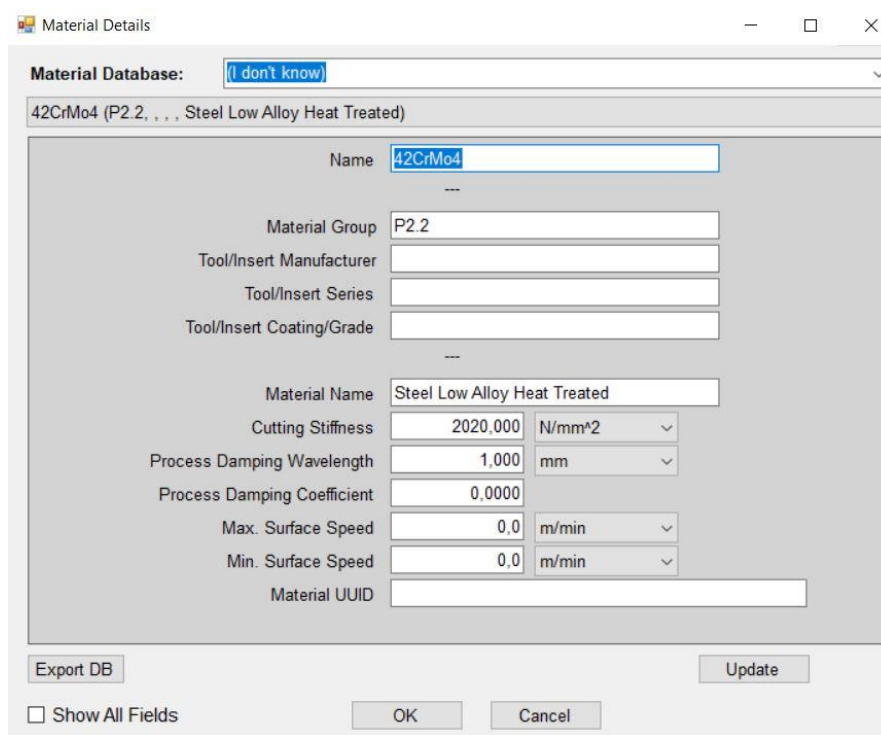 Material Details
Material Database: (I don't know)
42CrMo4 (P2.2, , , , Steel Low Alloy Heat Treated)
Name 42CrMo4
---
Material Group P2.2
Tool/Insert Manufacturer
Tool/Insert Series
Tool/Insert Coating/Grade
---
Material Name Steel Low Alloy Heat Treated
Cutting Stiffness 2020,000 N/mm^2
Process Damping Wavelength 1,000 mm
Process Damping Coefficient 0,0000
Max. Surface Speed 0,0 m/min
Min. Surface Speed 0,0 m/min
Material UUID
Export DB Update
Show All Fields OK Cancel